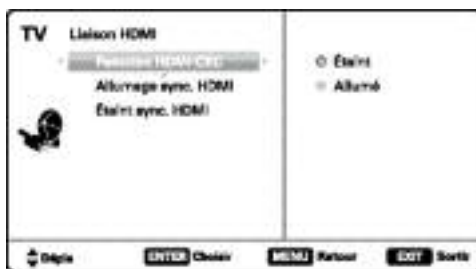 TV Liaison HDMI
Fonction HDMI CEC
Allumage sync. HDMI
Éteint sync. HDMI
Éteint
Allumé
ENTER Choisir MENU Retour EXIT Sortir